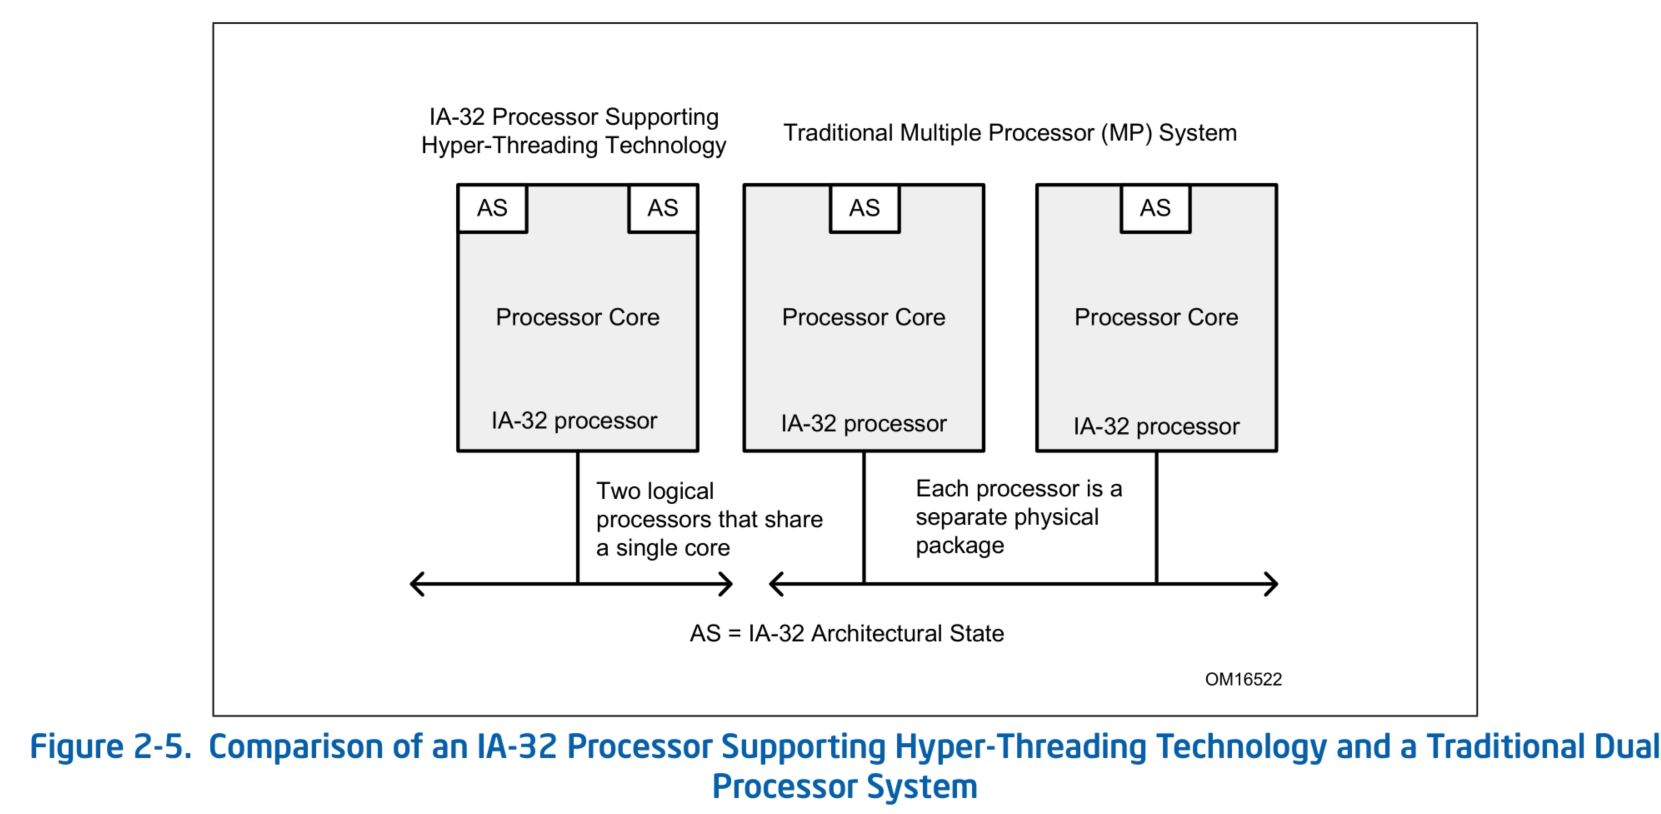 IA-32 Processor Supporting
Hyper-Threading Technology
Traditional Multiple Processor (MP) System
AS
AS
AS
AS
Processor Core
Processor Core
Processor Core
IA-32 processor
IA-32 processor
IA-32 processor
Two logical
processors that share
a single core
Each processor is a
separate physical
package
AS = IA-32 Architectural State
OM16522
Figure 2-5. Comparison of an IA-32 Processor Supporting Hyper-Threading Technology and a Traditional Dual
Processor System